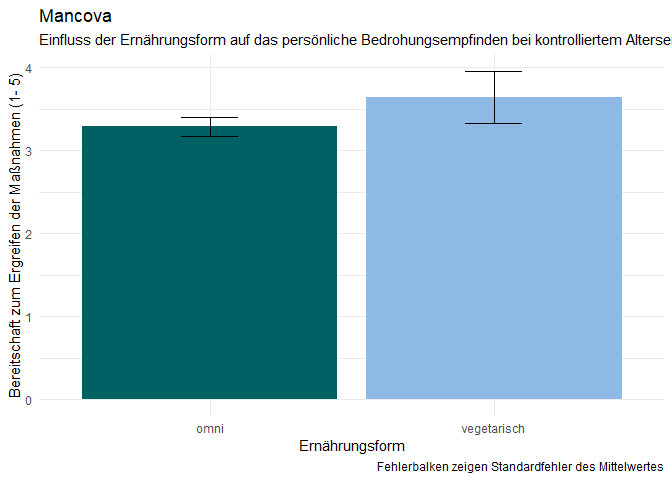 Mancova
Einfluss der Ernährungsform auf das persönliche Bedrohungsempfinden bei kontrolliertem Alterse
Bereitschaft zum Ergreifen der Maßnahmen (1- 5)
4
3
2
1
0
omni
vegetarisch
Ernährungsform
Fehlerbalken zeigen Standardfehler des Mittelwertes